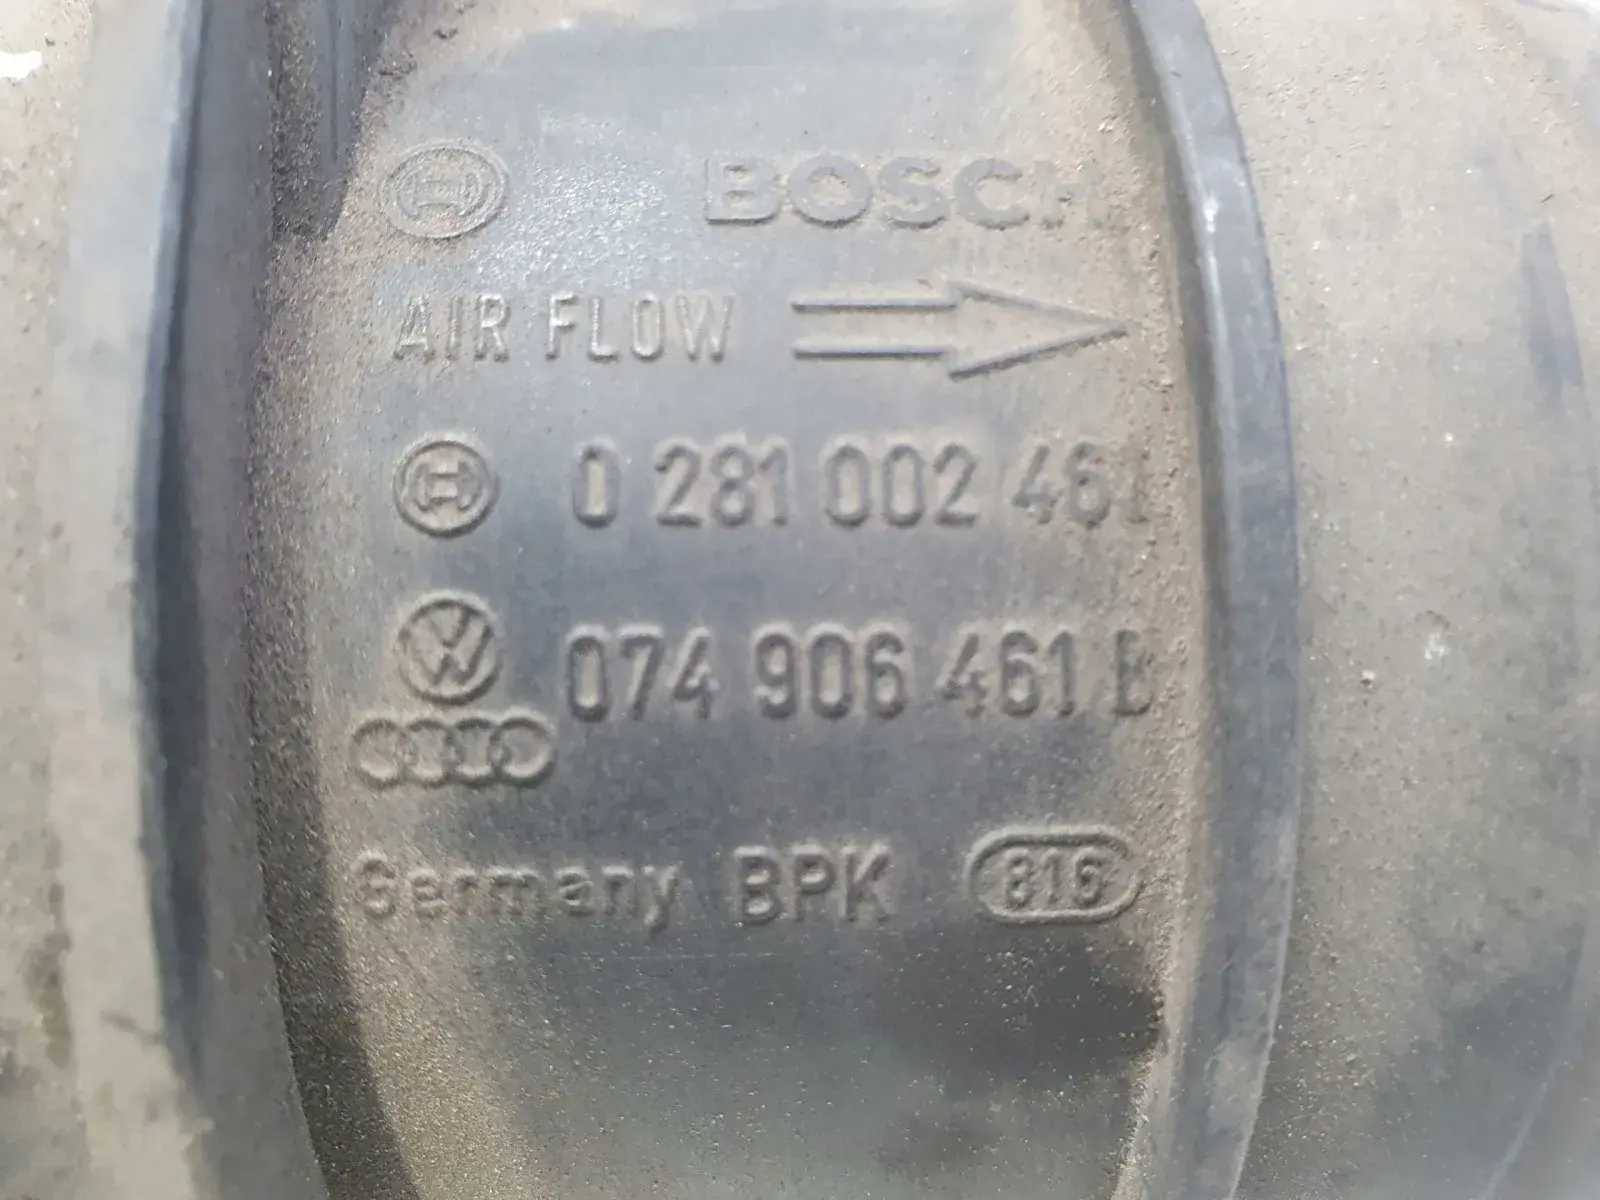 BOSCH
AIR FLOW
0 281 002 461
074 906 461 B
Germany BPK 816